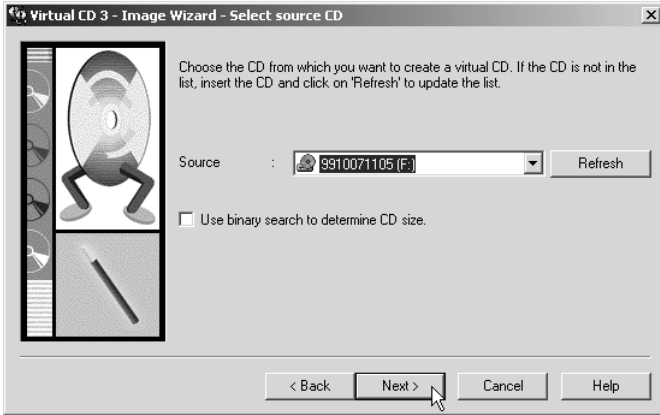 Virtual CD 3 - Image Wizard - Select source CD
Choose the CD from which you want to create a virtual CD. If the CD is not in the
list, insert the CD and click on 'Refresh' to update the list.
Source : 9910071105 (F:) Refresh
Use binary search to determine CD size.
< Back Next > Cancel Help